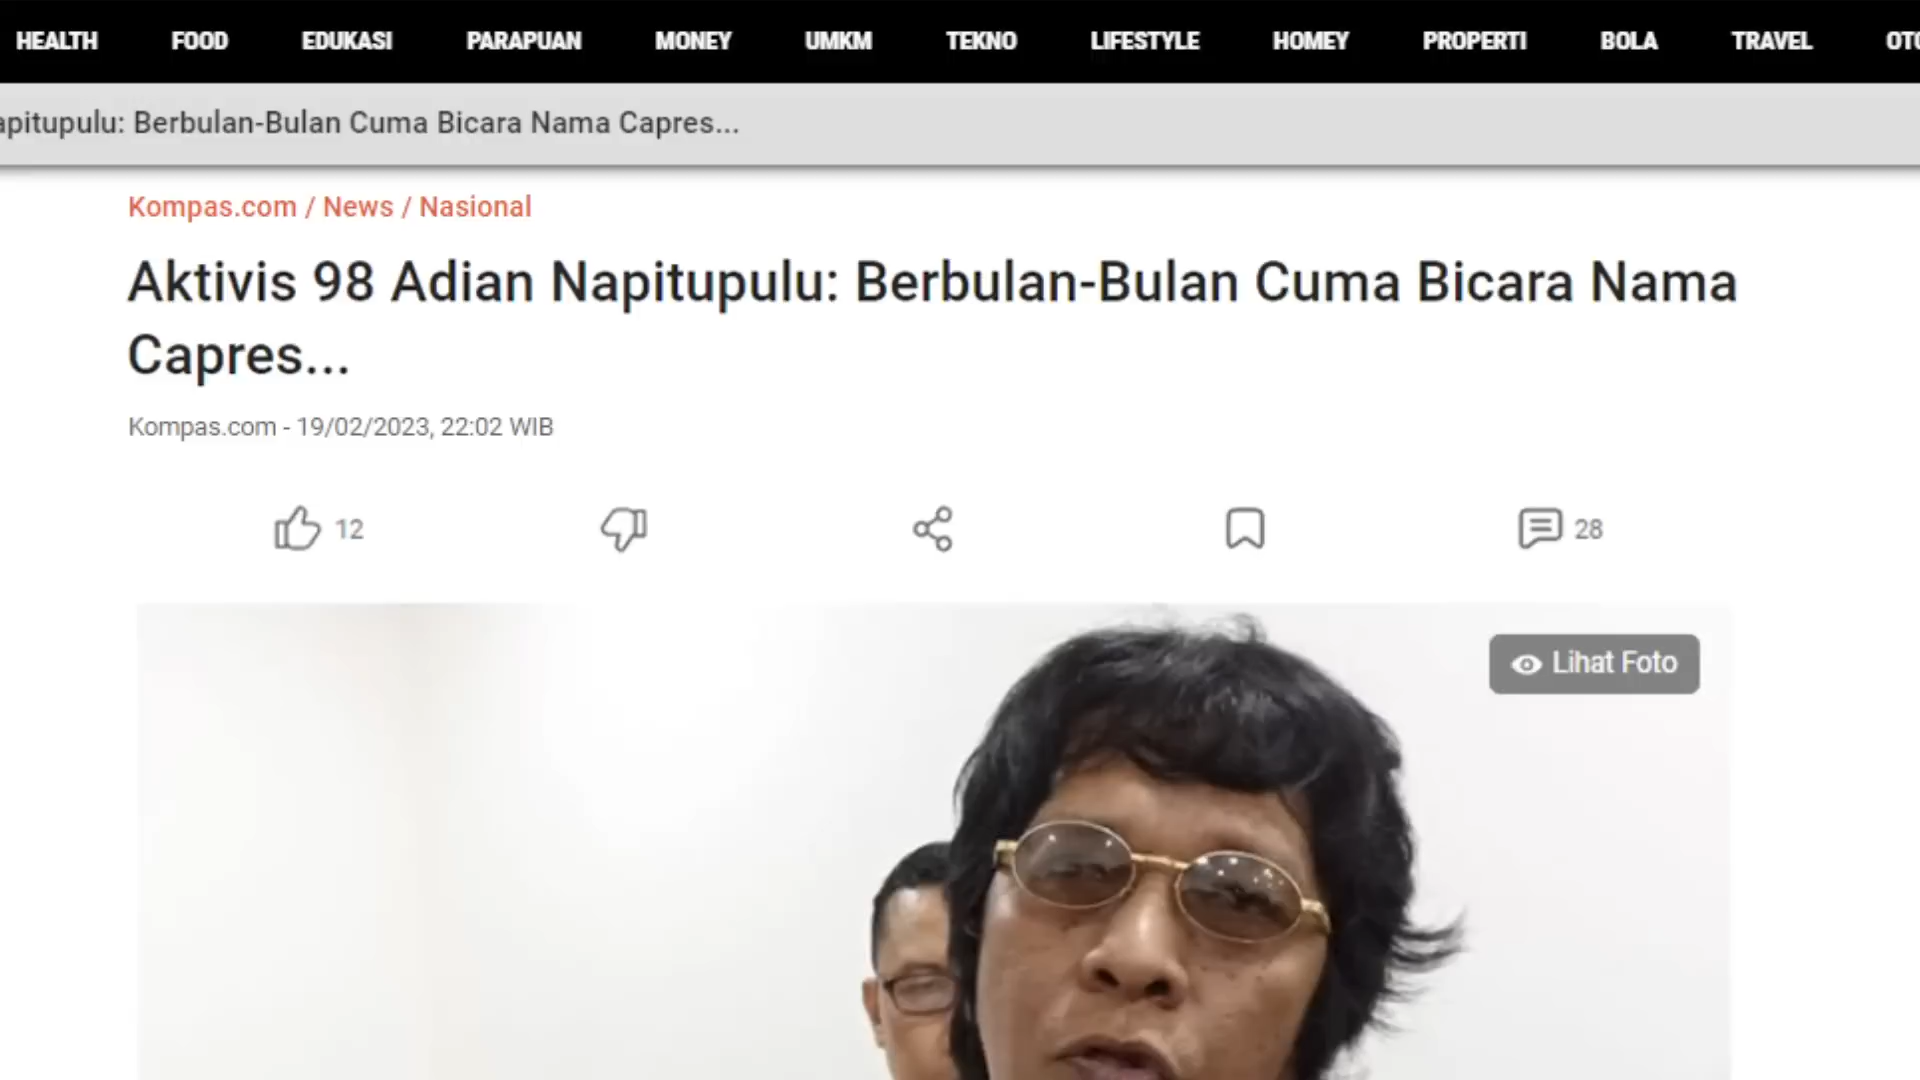 HEALTH FOOD EDUKASI PARAPUAN MONEY UMKM TEKNO LIFESTYLE HOMEY PROPERTI BOLA TRAVEL
apitupulu: Berbulan-Bulan Cuma Bicara Nama Capres...
Kompas.com / News / Nasional
Aktivis 98 Adian Napitupulu: Berbulan-Bulan Cuma Bicara Nama
Capres...
Kompas.com - 19/02/2023, 22:02 WIB
12 28
Lihat Foto